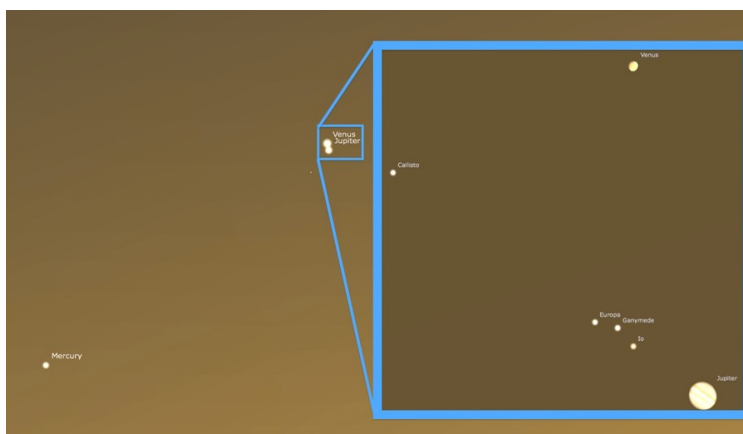 Venus
Jupiter
Mercury
Venus
Callisto
Europa
Ganymede
Io
Jupiter